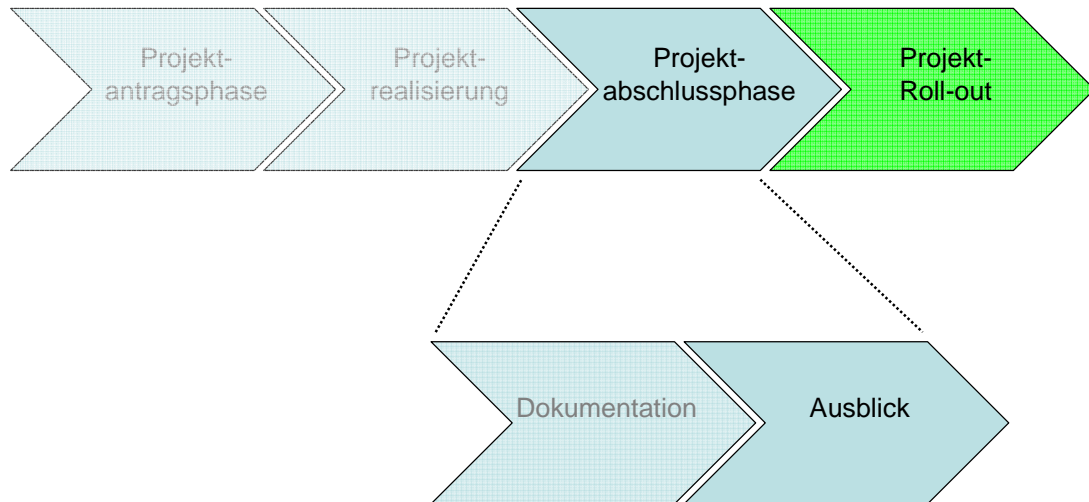 Projekt-
antragsphase
Projekt-
realisierung
Projekt-
abschlussphase
Projekt-
Roll-out
Dokumentation
Ausblick